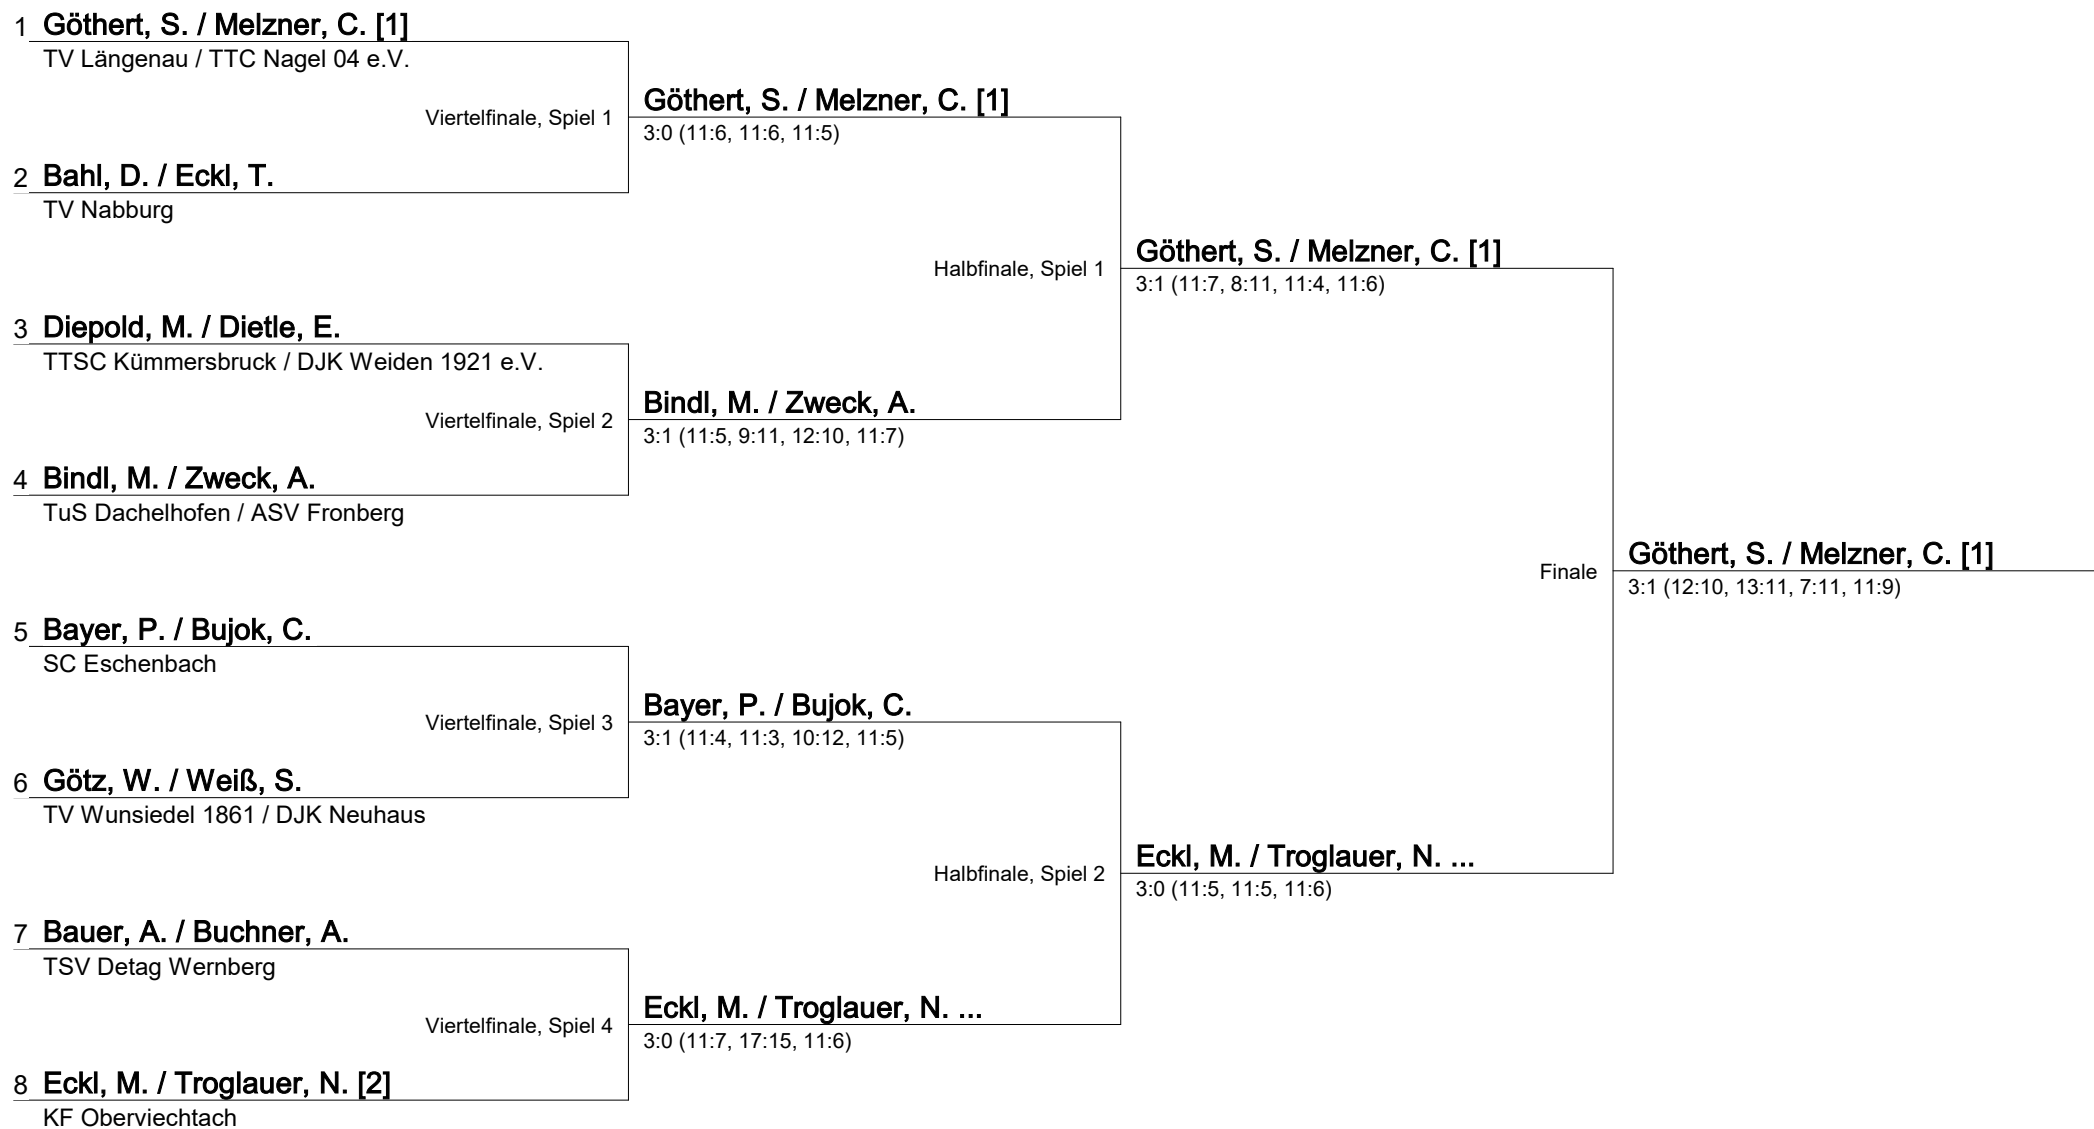 1 Göthert, S. / Melzner, C. [1]
TV Längenau / TTC Nagel 04 e.V.
Viertelfinale, Spiel 1
Göthert, S. / Melzner, C. [1]
3:0 (11:6, 11:6, 11:5)
2 Bahl, D. / Eckl, T.
TV Nabburg
Halbfinale, Spiel 1
Göthert, S. / Melzner, C. [1]
3:1 (11:7, 8:11, 11:4, 11:6)
3 Diepold, M. / Dietle, E.
TTSC Kümmersbruck / DJK Weiden 1921 e.V.
Viertelfinale, Spiel 2
Bindl, M. / Zweck, A.
3:1 (11:5, 9:11, 12:10, 11:7)
4 Bindl, M. / Zweck, A.
TuS Dachelhofen / ASV Fronberg
Finale
Göthert, S. / Melzner, C. [1]
3:1 (12:10, 13:11, 7:11, 11:9)
5 Bayer, P. / Bujok, C.
SC Eschenbach
Viertelfinale, Spiel 3
Bayer, P. / Bujok, C.
3:1 (11:4, 11:3, 10:12, 11:5)
6 Götz, W. / Weiß, S.
TV Wunsiedel 1861 / DJK Neuhaus
Halbfinale, Spiel 2
Eckl, M. / Troglauer, N. ...
3:0 (11:5, 11:5, 11:6)
7 Bauer, A. / Buchner, A.
TSV Detag Wernberg
Viertelfinale, Spiel 4
Eckl, M. / Troglauer, N. ...
3:0 (11:7, 17:15, 11:6)
8 Eckl, M. / Troglauer, N. [2]
KF Oberviechtach